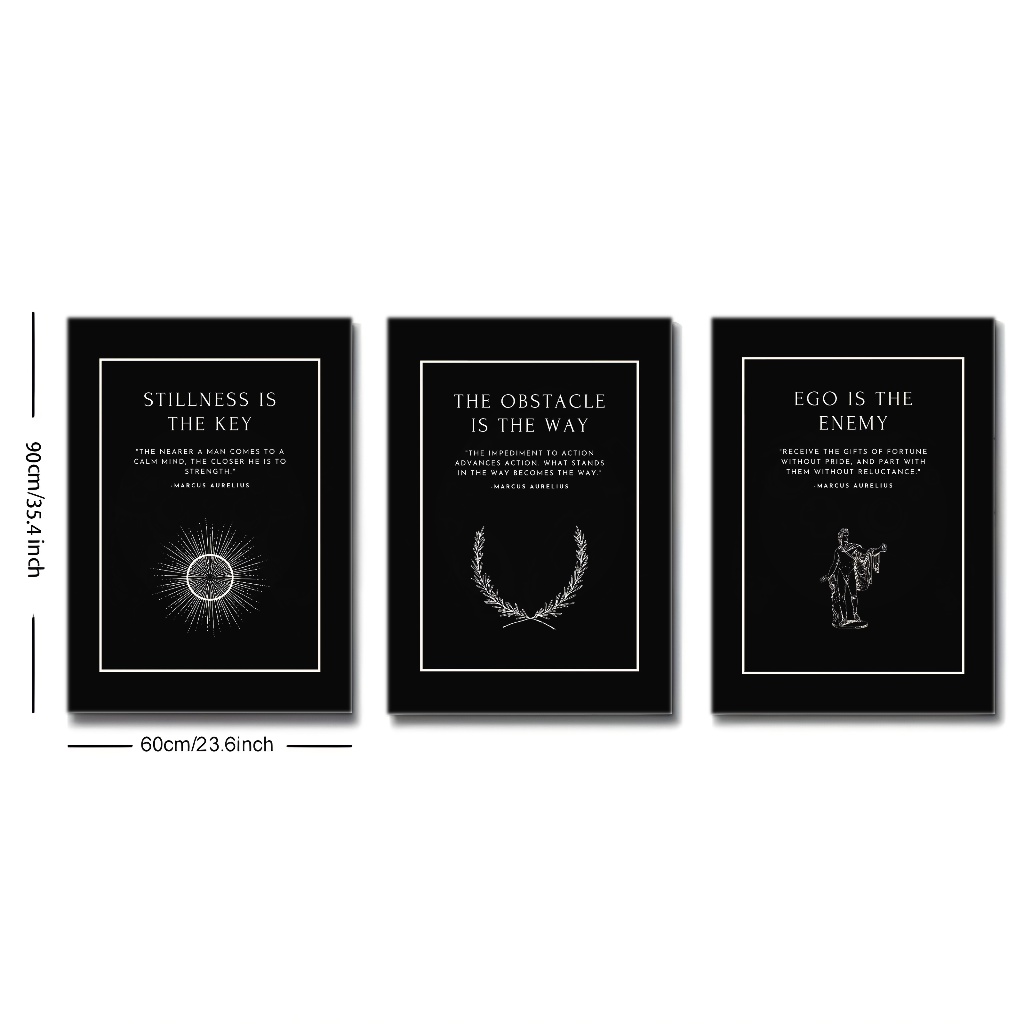 STILLNESS IS
THE KEY
"THE NEARER A MAN COMES TO A
CALM MIND, THE CLOSER HE IS TO
STRENGTH."
-MARCUS AURELIUS
THE OBSTACLE
IS THE WAY
"THE IMPEDIMENT TO ACTION
ADVANCES ACTION. WHAT STANDS
IN THE WAY BECOMES THE WAY."
-MARCUS AURELIUS
EGO IS THE
ENEMY
"RECEIVE THE GIFTS OF FORTUNE
WITHOUT PRIDE, AND PART WITH
THEM WITHOUT RELUCTANCE."
-MARCUS AURELIUS
90cm/35.4 inch
60cm/23.6inch